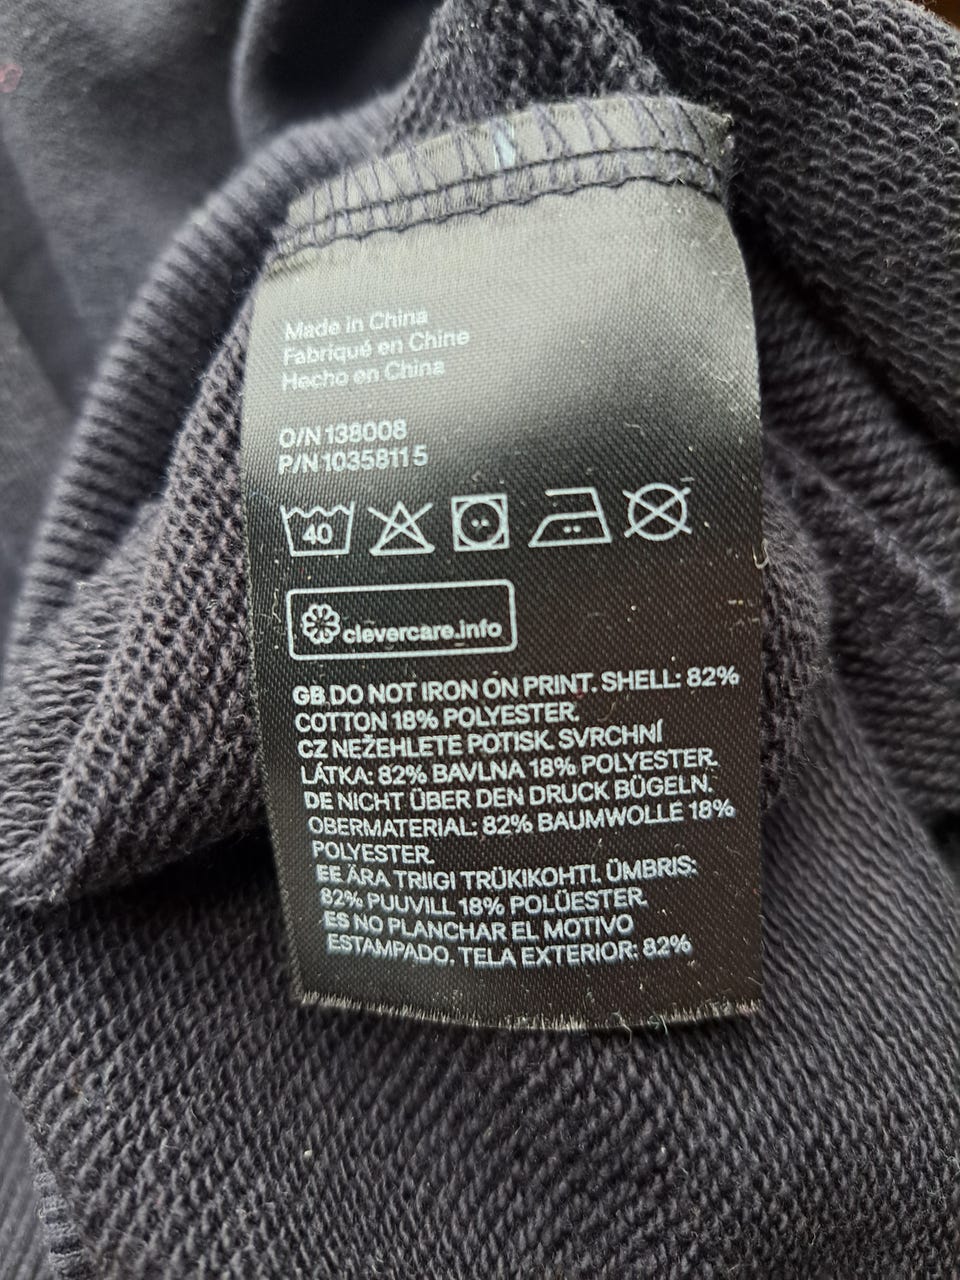 Made in China
Fabriqué en Chine
Hecho en China
O/N 138008
P/N 10358115
40
clevercare.info
GB DO NOT IRON ON PRINT. SHELL: 82%
COTTON 18% POLYESTER.
CZ NEŽEHLETE POTISK. SVRCHNÍ
LÁTKA: 82% BAVLNA 18% POLYESTER.
DE NICHT ÜBER DEN DRUCK BÜGELN.
OBERMATERIAL: 82% BAUMWOLLE 18%
POLYESTER.
EE ÄRA TRIIGI TRÜKIKOHTI. ÜMBRIS:
82% PUUVILL 18% POLÜESTER.
ES NO PLANCHAR EL MOTIVO
ESTAMPADO. TELA EXTERIOR: 82%